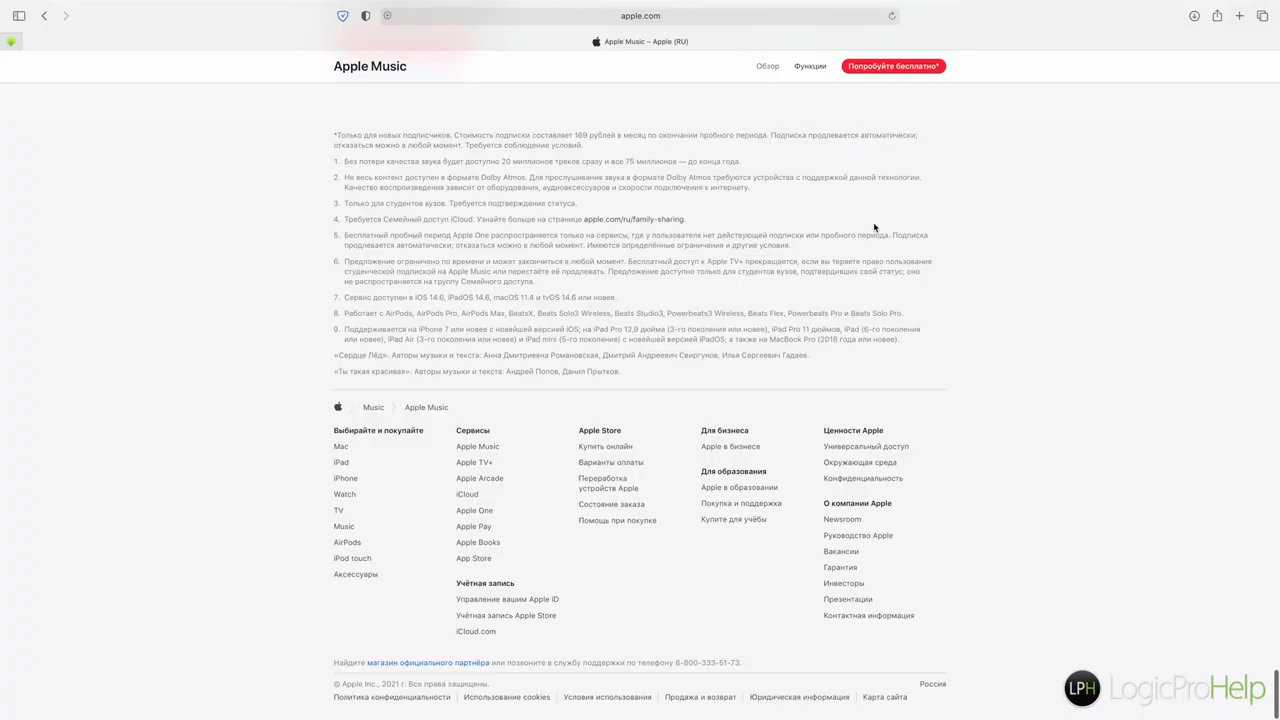 apple.com
Apple Music – Apple (RU)
Apple Music
Обзор
Функции
Попробуйте бесплатно*
*Только для новых подписчиков. Стоимость подписки составляет 169 рублей в месяц по окончании пробного периода. Подписка продлевается автоматически;
отказаться можно в любой момент. Требуется соблюдение условий.
1. Без потери качества звука будет доступно 20 миллионов треков сразу и все 75 миллионов — до конца года.
2. Не весь контент доступен в формате Dolby Atmos. Для прослушивания звука в формате Dolby Atmos требуются устройства с поддержкой данной технологии.
Качество воспроизведения зависит от оборудования, аудиоаксессуаров и скорости подключения к интернету.
3. Только для студентов вузов. Требуется подтверждение статуса.
4. Требуется Семейный доступ iCloud. Узнайте больше на странице apple.com/ru/family-sharing.
5. Бесплатный пробный период Apple One распространяется только на сервисы, где у пользователя нет действующей подписки или пробного периода. Подписка
продлевается автоматически; отказаться можно в любой момент. Имеются определённые ограничения и другие условия.
6. Предложение ограничено по времени и может закончиться в любой момент. Бесплатный доступ к Apple TV+ прекращается, если вы теряете право пользования
студенческой подпиской на Apple Music или перестаёте её продлевать. Предложение доступно только для студентов вузов, подтвердивших свой статус; оно
не распространяется на группу Семейного доступа.
7. Сервис доступен в iOS 14.6, iPadOS 14.6, macOS 11.4 и tvOS 14.6 или новее.
8. Работает с AirPods, AirPods Pro, AirPods Max, BeatsX, Beats Solo3 Wireless, Beats Studio3, Powerbeats3 Wireless, Beats Flex, Powerbeats Pro и Beats Solo Pro.
9. Поддерживается на iPhone 7 или новее с новейшей версией iOS; на iPad Pro 12,9 дюйма (3-го поколения или новее), iPad Pro 11 дюймов, iPad (6-го поколения
или новее), iPad Air (3-го поколения или новее) и iPad mini (5-го поколения) с новейшей версией iPadOS; а также на MacBook Pro (2018 года или новее).
«Сердце Лёд». Авторы музыки и текста: Анна Дмитриевна Романовская, Дмитрий Андреевич Свиргунов, Илья Сергеевич Гадаев.
«Ты такая красивая». Авторы музыки и текста: Андрей Попов, Данил Прытков.
Music
Apple Music
Выбирайте и покупайте
Mac
iPad
iPhone
Watch
TV
Music
AirPods
iPod touch
Аксессуары
Сервисы
Apple Music
Apple TV+
Apple Arcade
iCloud
Apple One
Apple Pay
Apple Books
App Store
Учётная запись
Управление вашим Apple ID
Учётная запись Apple Store
iCloud.com
Apple Store
Купить онлайн
Варианты оплаты
Переработка
устройств Apple
Состояние заказа
Помощь при покупке
Для бизнеса
Apple в бизнесе
Для образования
Apple в образовании
Покупка и поддержка
Купите для учёбы
Ценности Apple
Универсальный доступ
Окружающая среда
Конфиденциальность
О компании Apple
Newsroom
Руководство Apple
Вакансии
Гарантия
Инвесторы
Презентации
Контактная информация
Найдите магазин официального партнёра или позвоните в службу поддержки по телефону 8-800-333-51-73.
© Apple Inc., 2021 г. Все права защищены.
Россия
Политика конфиденциальности
Использование cookies
Условия использования
Продажа и возврат
Юридическая информация
Карта сайта
LPH LogicProHelp